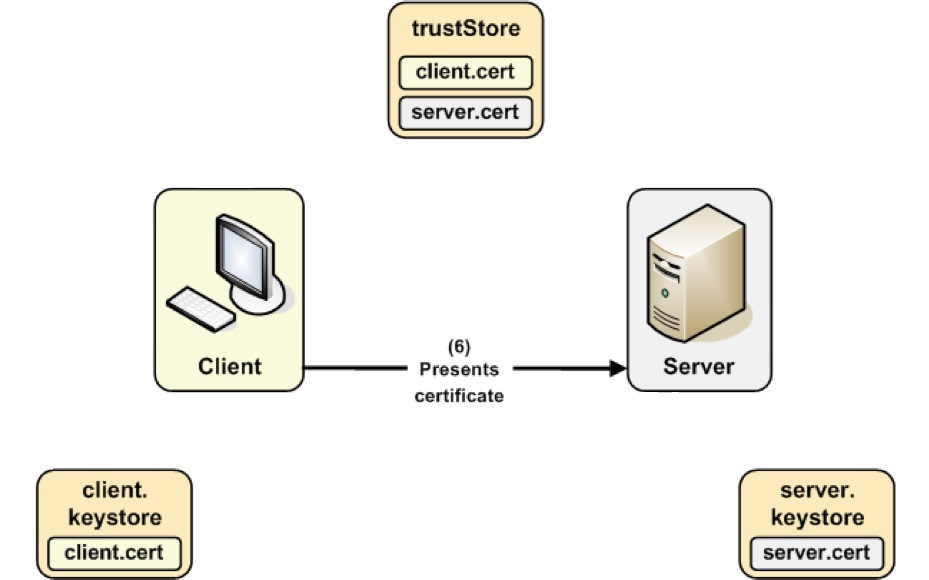 trustStore
client.cert
server.cert
Client
(6)
Presents
certificate
Server
client.
keystore
client.cert
server.
keystore
server.cert